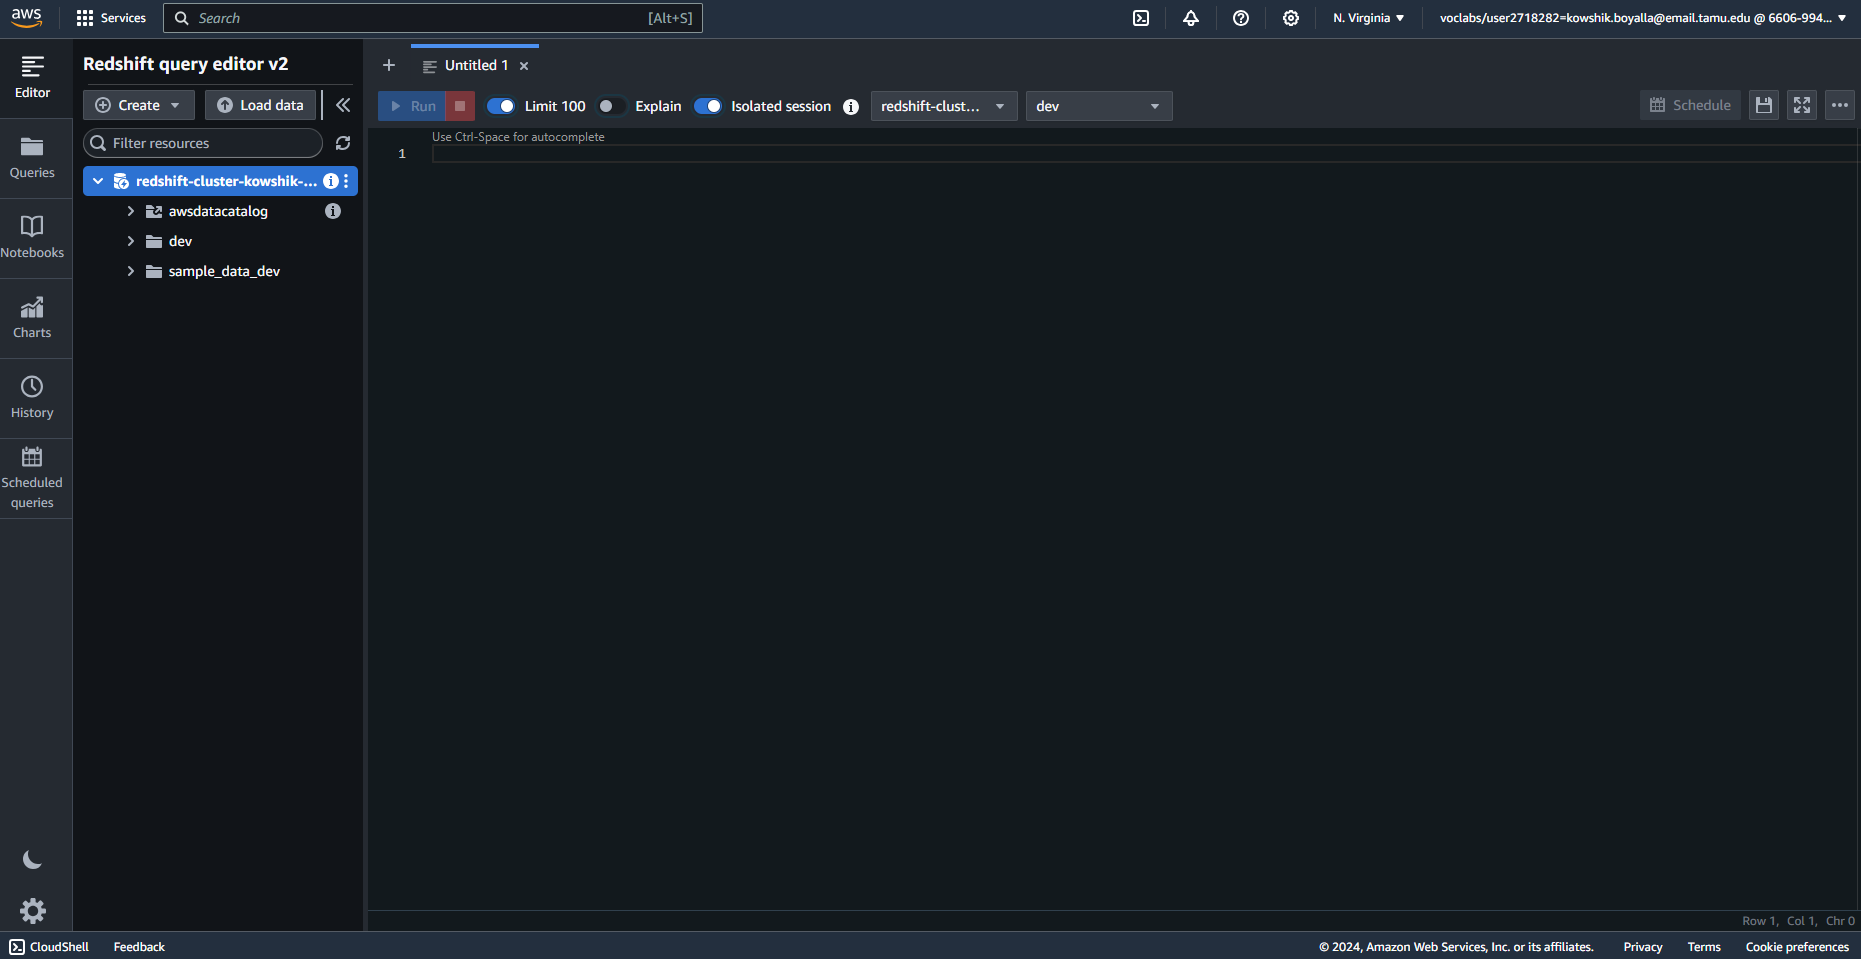 aws
Services
Search
[Alt+S]
N. Virginia
voclabs/user2718282=kowshik.boyalla@email.tamu.edu @ 6606-994...
Editor
Queries
Notebooks
Charts
History
Scheduled
queries
Redshift query editor v2
Create
Load data
Filter resources
redshift-cluster-kowshik-...
awsdatacatalog
dev
sample_data_dev
Untitled 1
Run
Limit 100
Explain
Isolated session
redshift-clust...
dev
Schedule
Use Ctrl-Space for autocomplete
1
Row 1, Col 1, Chr 0
CloudShell
Feedback
© 2024, Amazon Web Services, Inc. or its affiliates.
Privacy
Terms
Cookie preferences